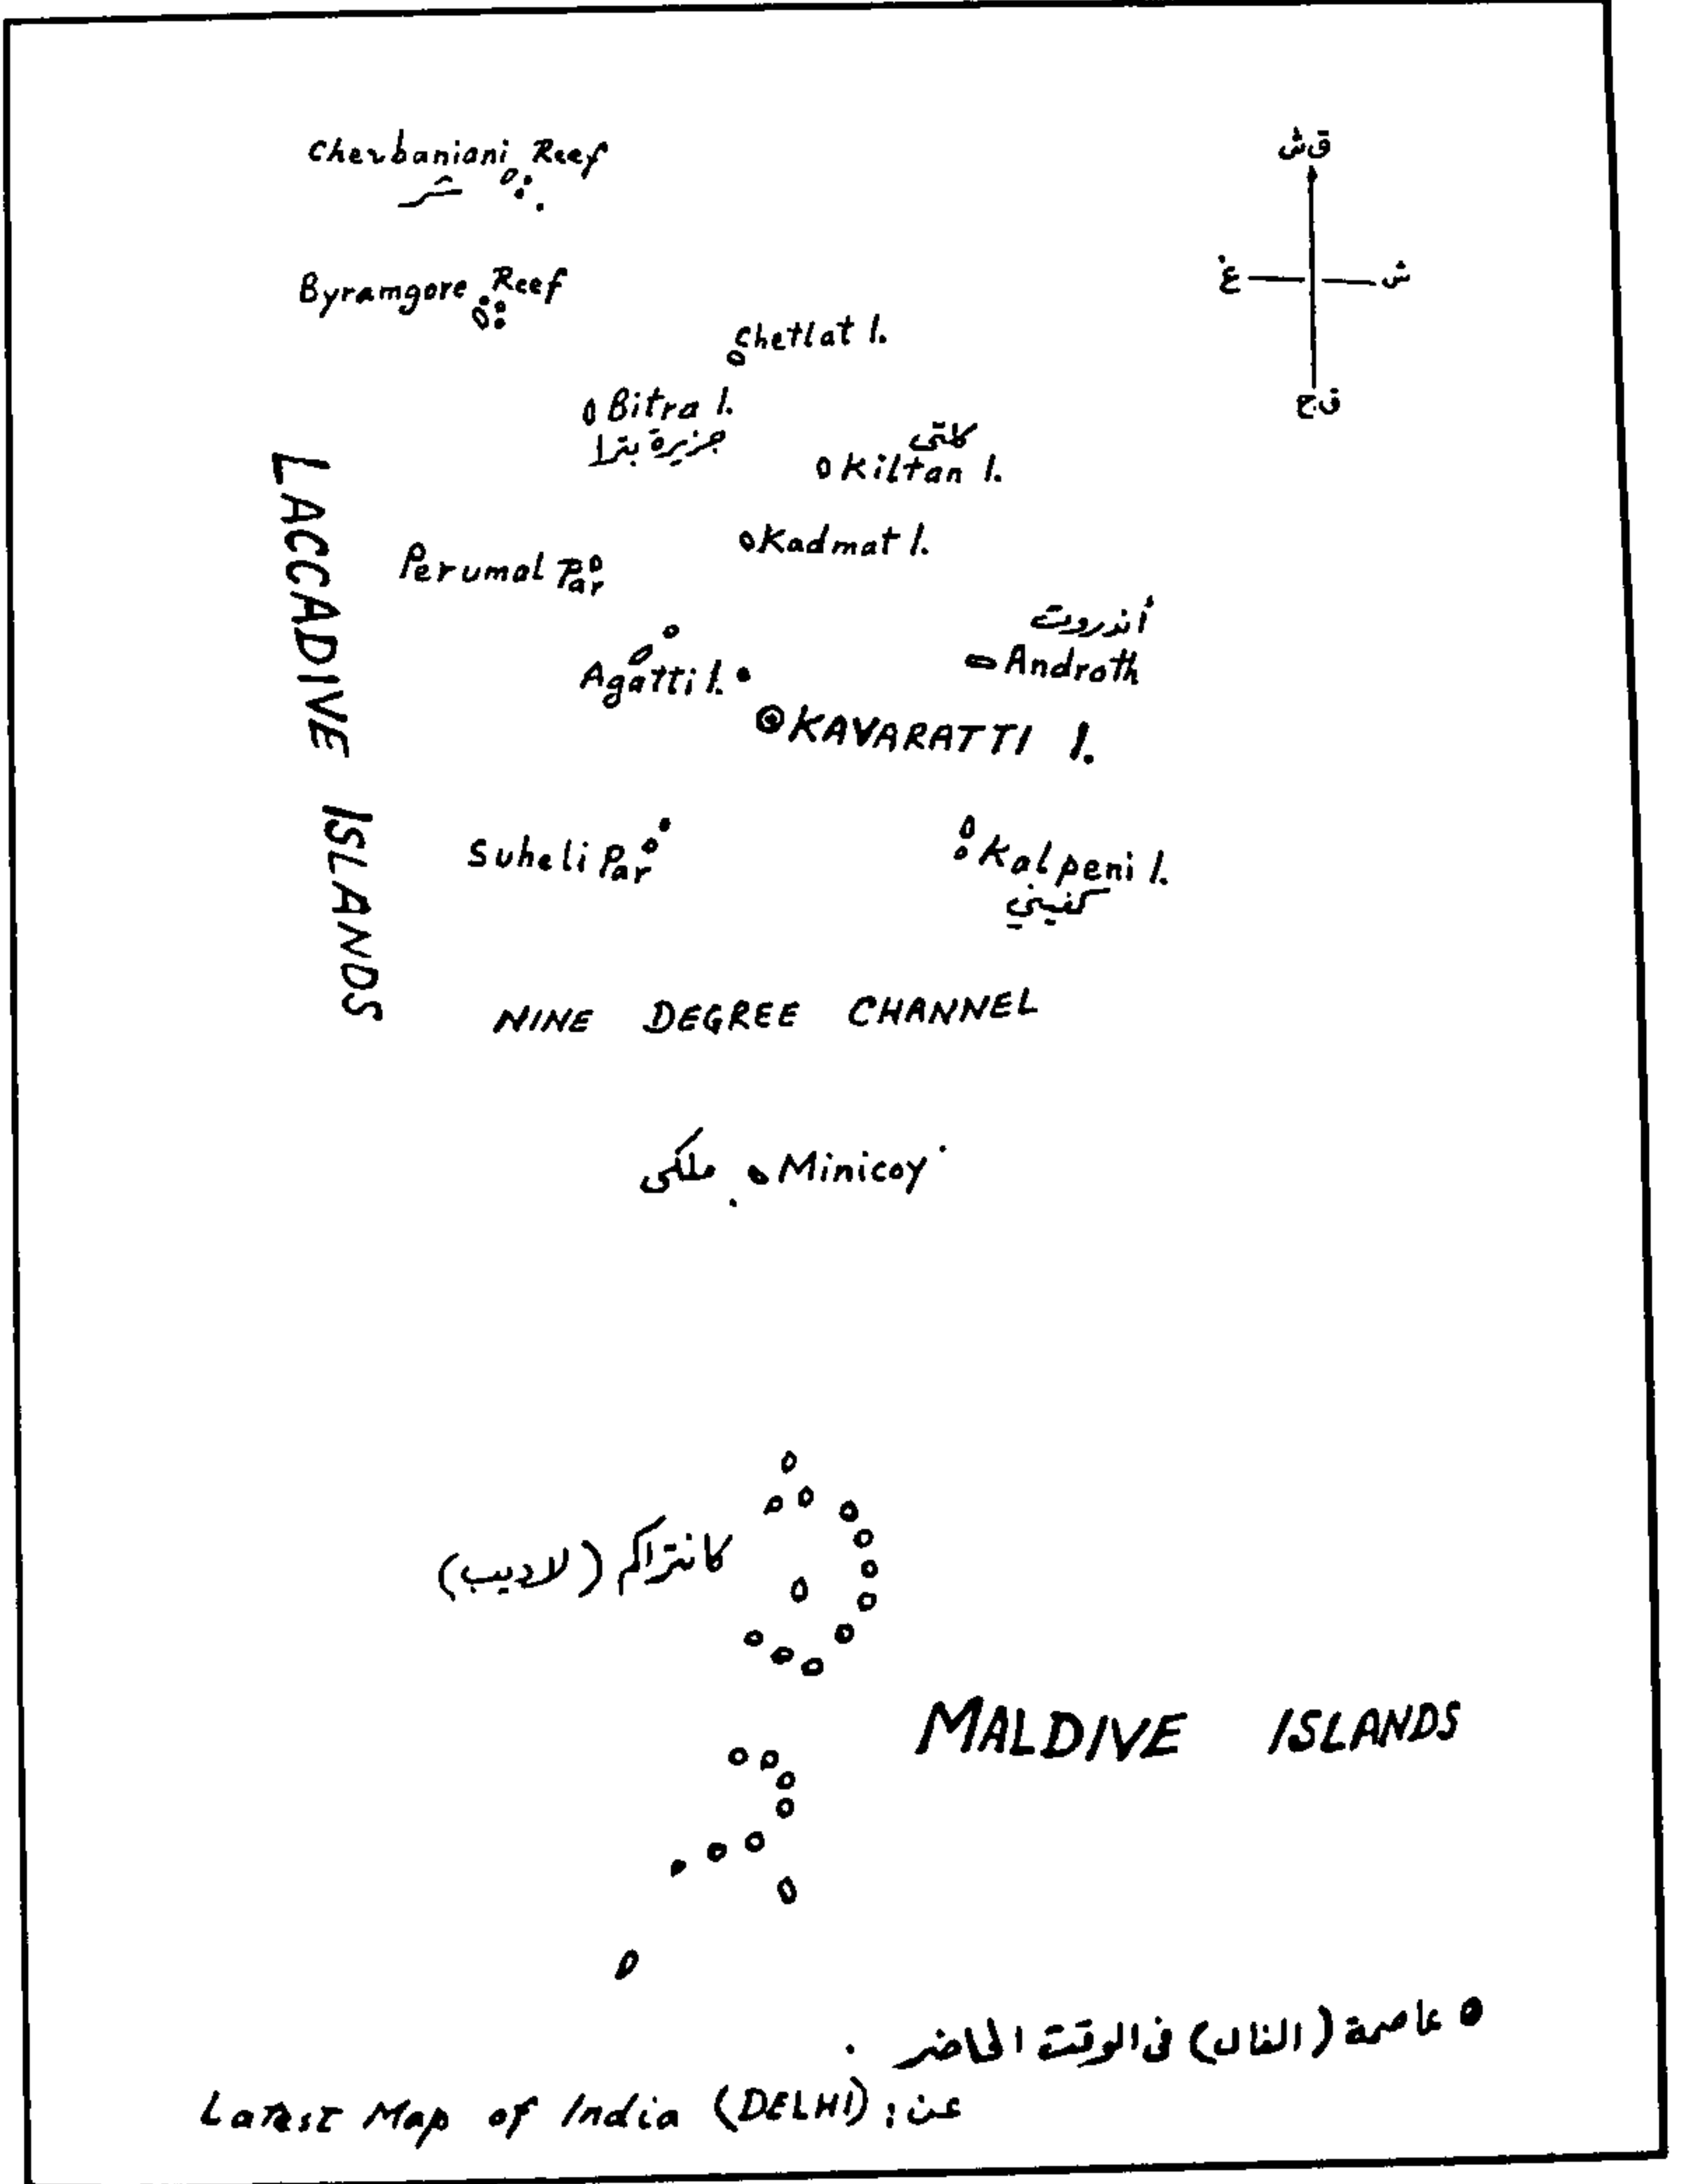 Cherbaniani Reef
شر
ق ش
Byramgore Reef
غ
ش
Chetlat I.
ق ج
Bitra I.
جزيرة بترا
كلتى
Kiltan I.
LACCADIVE ISLANDS
Kadmat I.
Perumal Par
أندروت
Androth
Agatti I.
KAVARATTI I.
Suheli Par
Kalpeni I.
كفيني
NINE DEGREE CHANNEL
ملكى
Minicoy
كانتراكم (لاديب)
MALDIVE ISLANDS
عاصمة (الفال) فى الوقت الحاضر .
عن: Latest Map of India (DELHI)